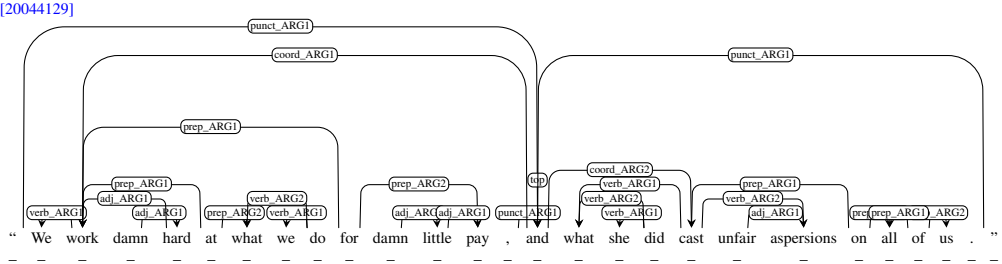 [20044129]
punct_ARG1
coord_ARG1 punct_ARG1
prep_ARG1
coord_ARG2
top
prep_ARG1 prep_ARG2 verb_ARG1 prep_ARG1
adj_ARG1 verb_ARG2 verb_ARG2 verb_ARG2
verb_ARG1 adj_ARG1 prep_ARG2 verb_ARG1 adj_ARG1 punct_ARG1 verb_ARG1 adj_ARG1 prep_ARG1
“ We work damn hard at what we do for damn little pay , and what she did cast unfair aspersions on all of us . ”
_ _ _ _ _ _ _ _ _ _ _ _ _ _ _ _ _ _ _ _ _ _ _ _ _ _ _